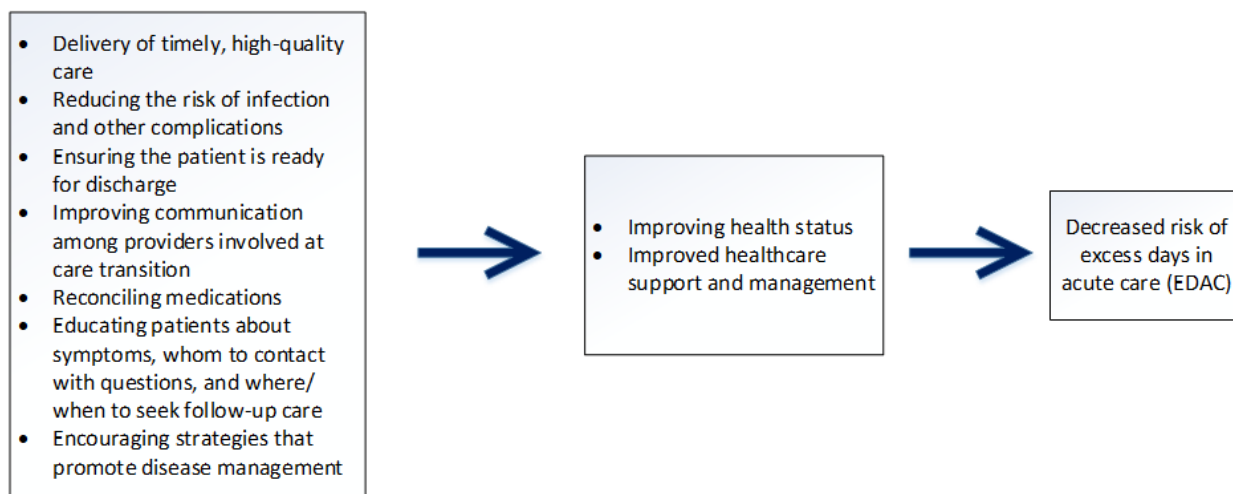 • Delivery of timely, high-quality
care
• Reducing the risk of infection
and other complications
• Ensuring the patient is ready
for discharge
• Improving communication
among providers involved at
care transition
• Reconciling medications
• Educating patients about
symptoms, whom to contact
with questions, and where/
when to seek follow-up care
• Encouraging strategies that
promote disease management
• Improving health status
• Improved healthcare
support and management
Decreased risk of
excess days in
acute care (EDAC)